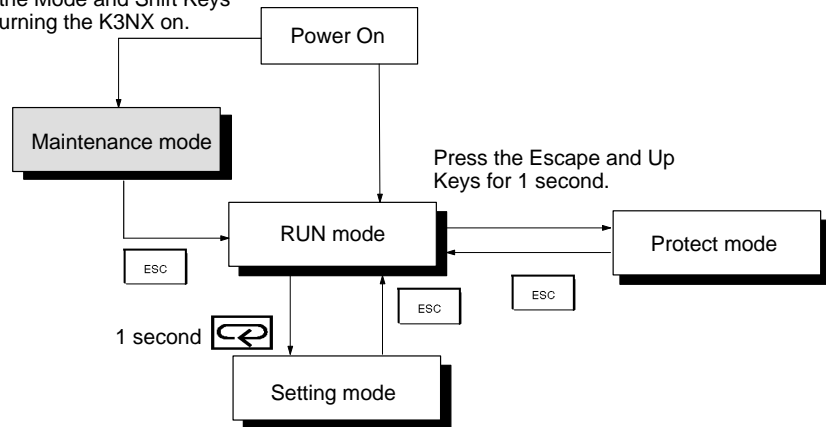 the Mode and Shift Keys
urning the K3NX on.
Power On
Maintenance mode
Press the Escape and Up
Keys for 1 second.
RUN mode
Protect mode
ESC
ESC
ESC
1 second
Setting mode